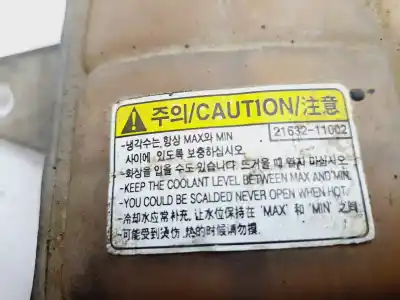 주의/CAUTION/注意
21632-11002
-냉각수는 항상 MAX와 MIN
사이에 있도록 보충하십시오
-화상을 입을 수도 있습니다 뜨거울 때 열지 마십시오
-KEEP THE COOLANT LEVEL BETWEEN MAX AND MIN.
-YOU COULD BE SCALDED NEVER OPEN WHEN HOT.
-冷却水应常补充, 让水位保持在 'MAX' 和 'MIN' 之间
-可能受到烫伤, 热的时候请勿摸.